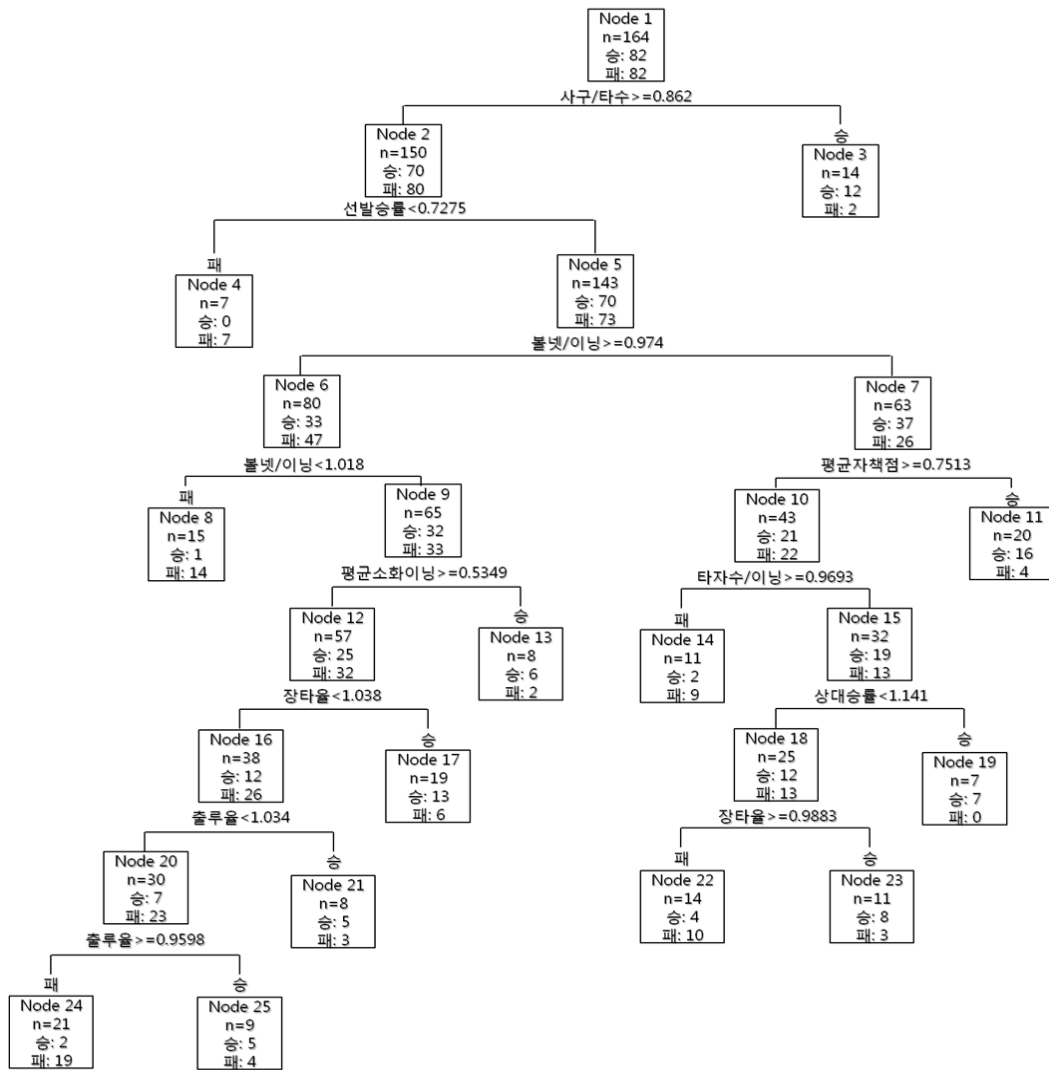 Node 1
n=164
승: 82
패: 82
사구/타수>=0.862
Node 2
n=150
승: 70
패: 80
승
Node 3
n=14
승: 12
패: 2
선발승률<0.7275
패
Node 4
n=7
승: 0
패: 7
Node 5
n=143
승: 70
패: 73
볼넷/이닝>=0.974
Node 6
n=80
승: 33
패: 47
Node 7
n=63
승: 37
패: 26
볼넷/이닝<1.018
평균자책점>=0.7513
패
Node 8
n=15
승: 1
패: 14
Node 9
n=65
승: 32
패: 33
Node 10
n=43
승: 21
패: 22
승
Node 11
n=20
승: 16
패: 4
평균소화이닝>=0.5349
타자수/이닝>=0.9693
Node 12
n=57
승: 25
패: 32
승
Node 13
n=8
승: 6
패: 2
패
Node 14
n=11
승: 2
패: 9
Node 15
n=32
승: 19
패: 13
장타율<1.038
상대승률<1.141
Node 16
n=38
승: 12
패: 26
승
Node 17
n=19
승: 13
패: 6
Node 18
n=25
승: 12
패: 13
승
Node 19
n=7
승: 7
패: 0
출루율<1.034
장타율>=0.9883
Node 20
n=30
승: 7
패: 23
승
Node 21
n=8
승: 5
패: 3
패
Node 22
n=14
승: 4
패: 10
승
Node 23
n=11
승: 8
패: 3
출루율>=0.9598
패
Node 24
n=21
승: 2
패: 19
승
Node 25
n=9
승: 5
패: 4